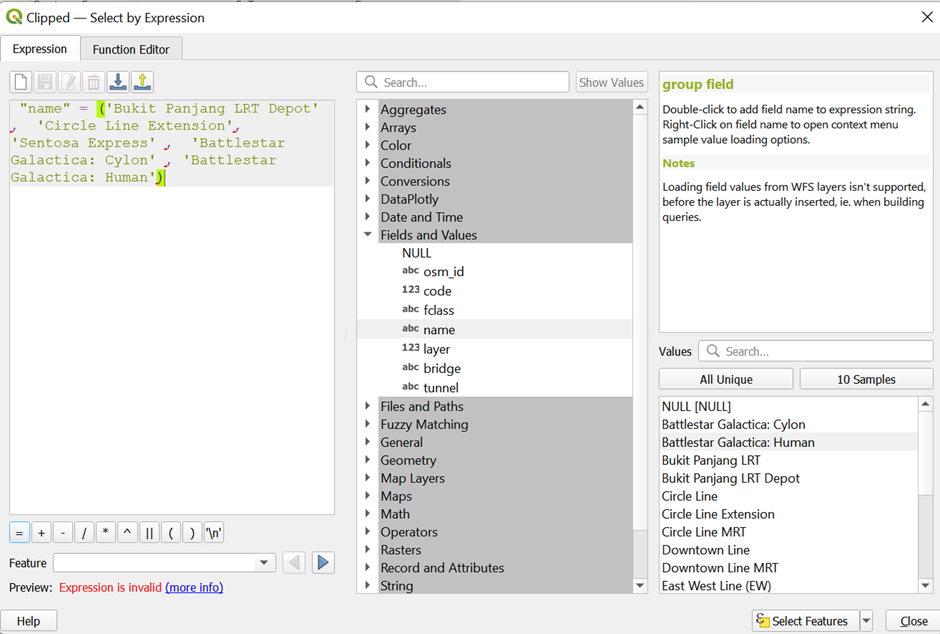 Clipped — Select by Expression
Expression
Function Editor
Search...
Show Values
"name" = ('Bukit Panjang LRT Depot'
, 'Circle Line Extension',
'Sentosa Express' , 'Battlestar
Galactica: Cylon' , 'Battlestar
Galactica: Human')
= + - / * ^ || ( ) '\n'
Feature
Preview: Expression is invalid (more info)
Help
Aggregates
Arrays
Color
Conditionals
Conversions
DataPlotly
Date and Time
Fields and Values
NULL
abc osm_id
123 code
abc fclass
abc name
123 layer
abc bridge
abc tunnel
Files and Paths
Fuzzy Matching
General
Geometry
Map Layers
Maps
Math
Operators
Rasters
Record and Attributes
String
group field
Double-click to add field name to expression string.
Right-Click on field name to open context menu
sample value loading options.
Notes
Loading field values from WFS layers isn't supported,
before the layer is actually inserted, ie. when building
queries.
Values
Search...
All Unique
10 Samples
NULL [NULL]
Battlestar Galactica: Cylon
Battlestar Galactica: Human
Bukit Panjang LRT
Bukit Panjang LRT Depot
Circle Line
Circle Line Extension
Circle Line MRT
Downtown Line
Downtown Line MRT
East West Line (EW)
Select Features
Close